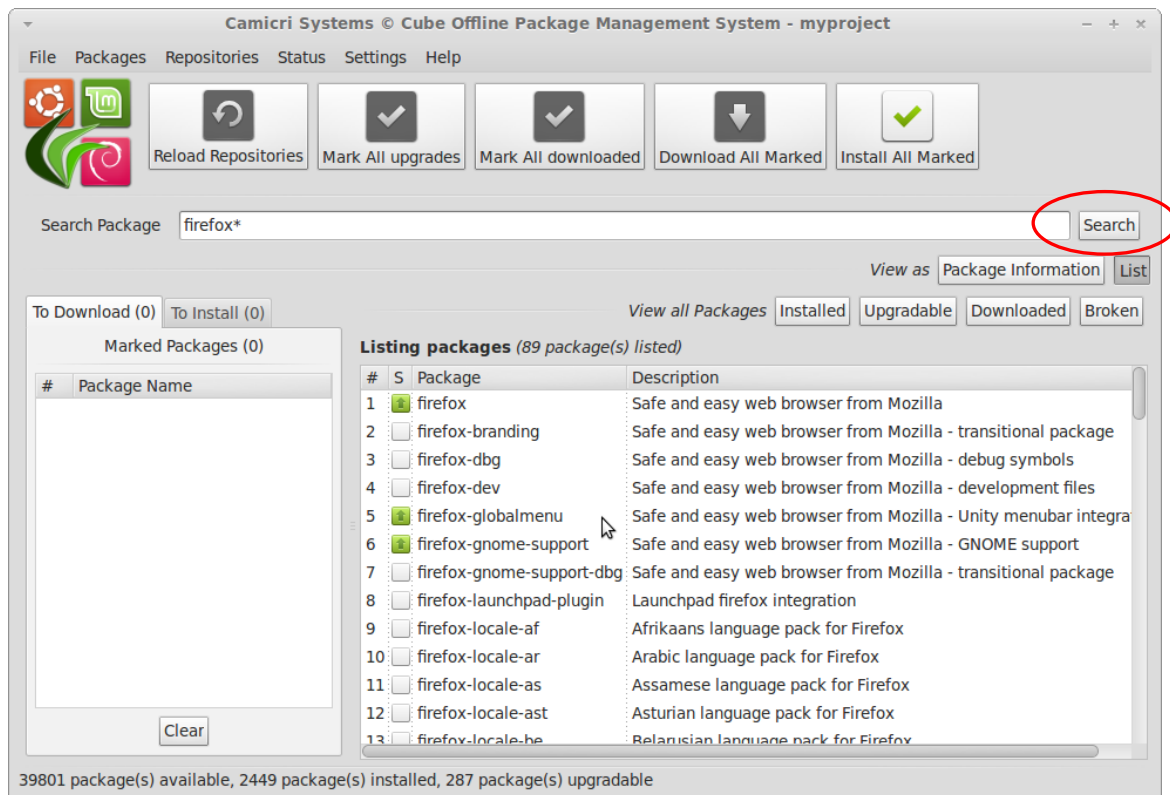 Camicri Systems © Cube Offline Package Management System - myproject
File Packages Repositories Status Settings Help
Reload Repositories Mark All upgrades Mark All downloaded Download All Marked Install All Marked
Search Package firefox* Search
View as Package Information List
To Download (0) To Install (0) View all Packages Installed Upgradable Downloaded Broken
Marked Packages (0) Listing packages (89 package(s) listed)
# Package Name # S Package Description
1 firefox Safe and easy web browser from Mozilla
2 firefox-branding Safe and easy web browser from Mozilla - transitional package
3 firefox-dbg Safe and easy web browser from Mozilla - debug symbols
4 firefox-dev Safe and easy web browser from Mozilla - development files
5 firefox-globalmenu Safe and easy web browser from Mozilla - Unity menubar integra
6 firefox-gnome-support Safe and easy web browser from Mozilla - GNOME support
7 firefox-gnome-support-dbg Safe and easy web browser from Mozilla - transitional package
8 firefox-launchpad-plugin Launchpad firefox integration
9 firefox-locale-af Afrikaans language pack for Firefox
10 firefox-locale-ar Arabic language pack for Firefox
11 firefox-locale-as Assamese language pack for Firefox
12 firefox-locale-ast Asturian language pack for Firefox
13 firefox-locale-be Belarusian language pack for Firefox
Clear
39801 package(s) available, 2449 package(s) installed, 287 package(s) upgradable